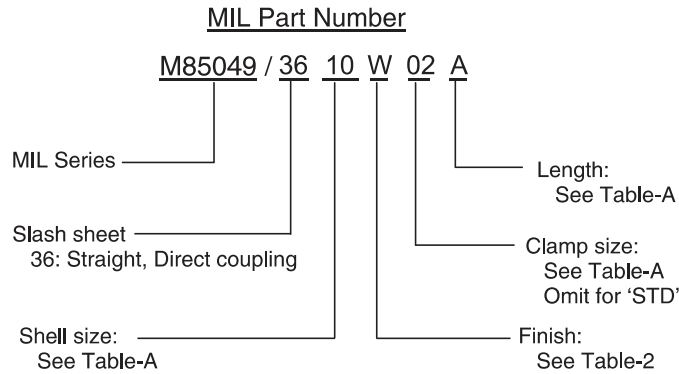 MIL Part Number
M85049 / 36 10 W 02 A
MIL Series
Length:
See Table-A
Slash sheet
36: Straight, Direct coupling
Clamp size:
See Table-A
Omit for 'STD'
Shell size:
See Table-A
Finish:
See Table-2